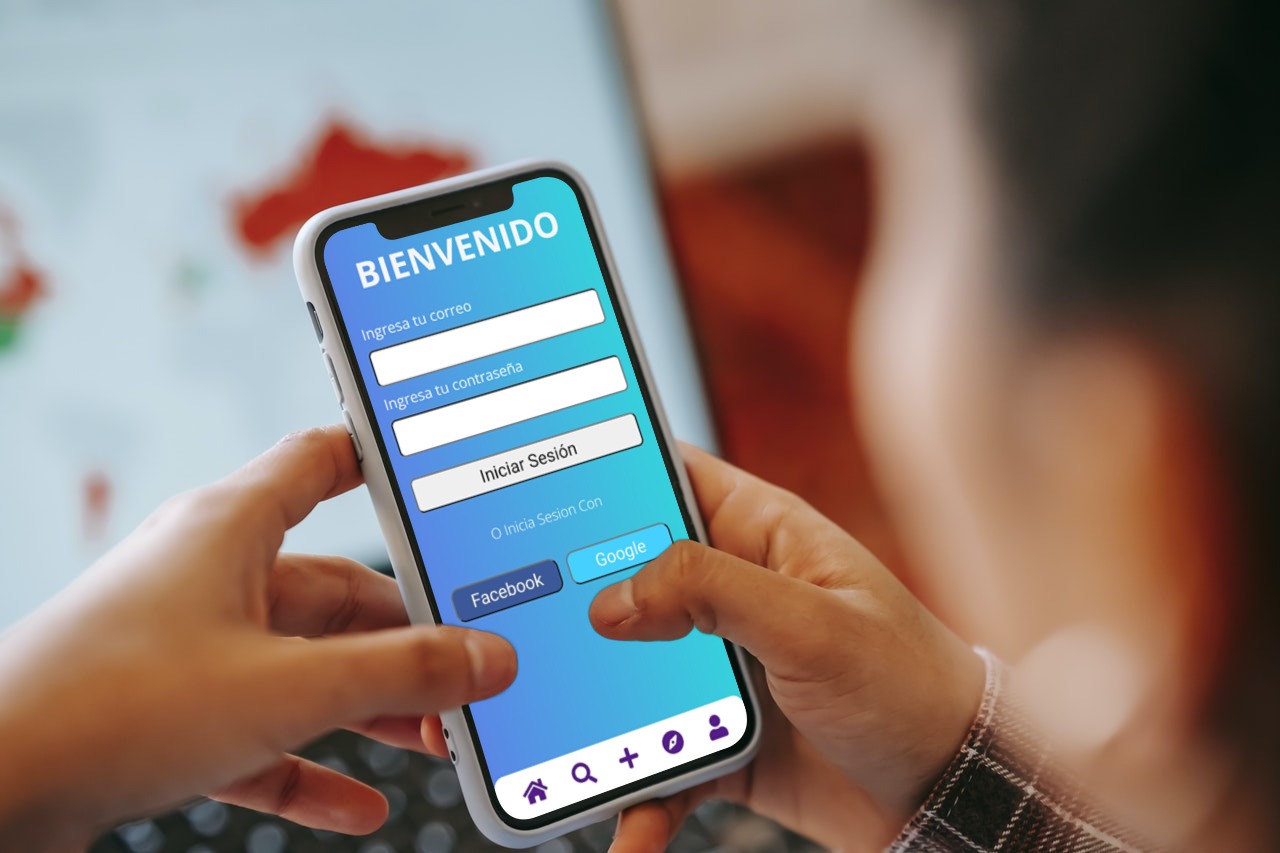 BIENVENIDO
Ingresa tu correo
Ingresa tu contraseña
Iniciar Sesión
O Inicia Sesion Con
Facebook
Google